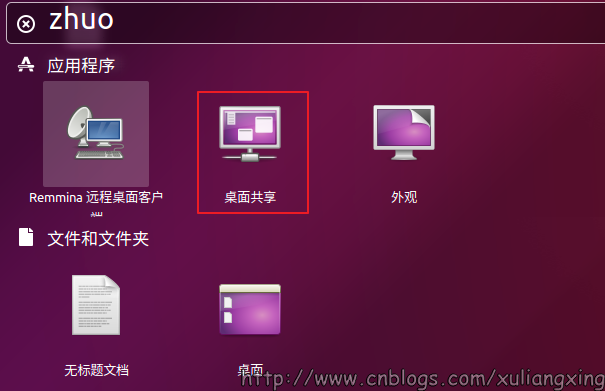 zhuo
应用程序
Remmina 远程桌面客户端
桌面共享
外观
文件和文件夹
无标题文档
桌面
http://www.cnblogs.com/xuliangxing